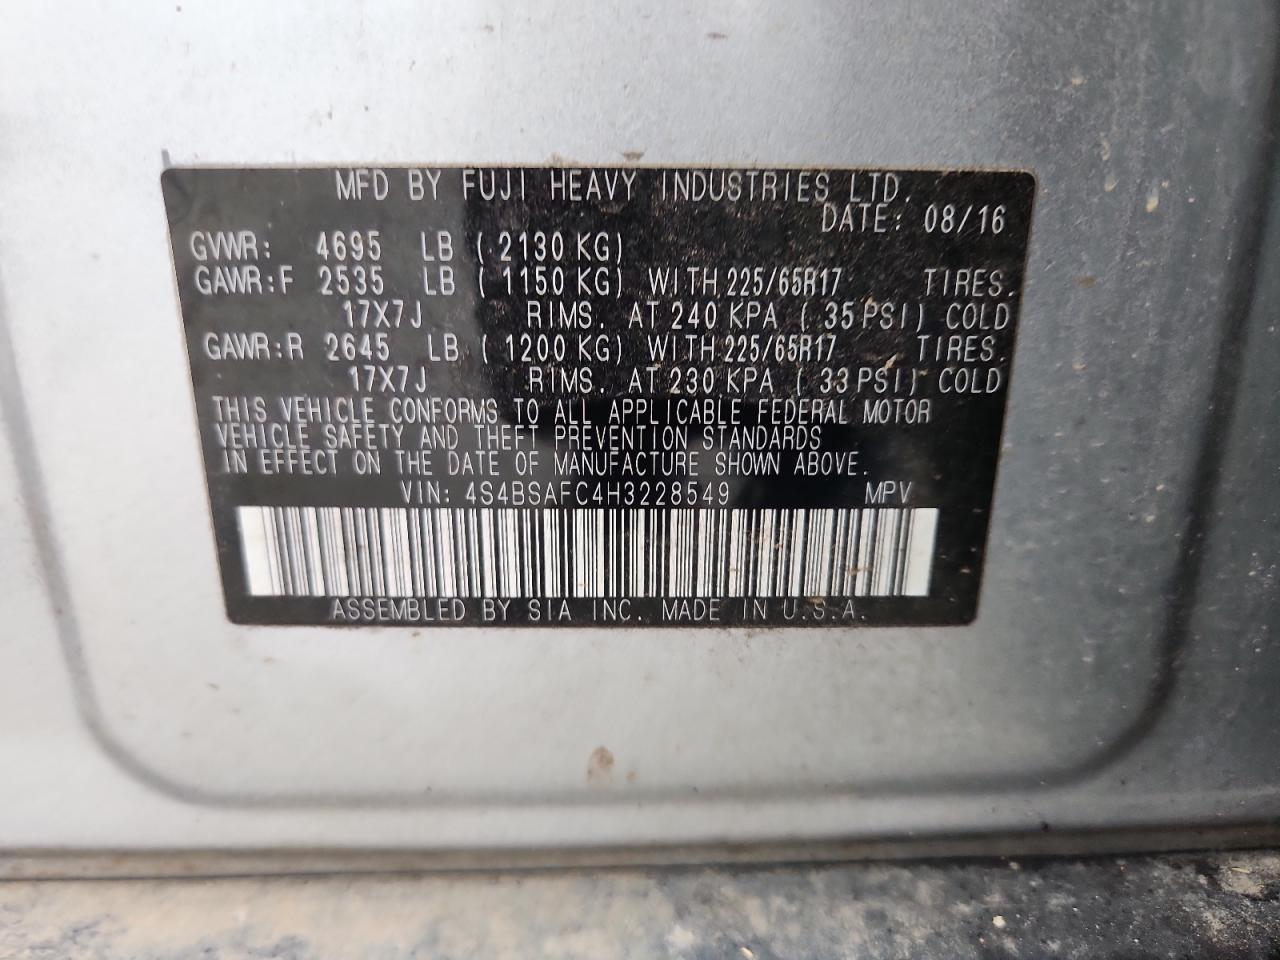 MFD BY FUJI HEAVY INDUSTRIES LTD.
DATE: 08/16
GVWR: 4695 LB ( 2130 KG)
GAWR:F 2535 LB ( 1150 KG) WITH 225/65R17 TIRES.
17X7J RIMS. AT 240 KPA ( 35 PSI) COLD
GAWR:R 2645 LB ( 1200 KG) WITH 225/65R17 TIRES.
17X7J RIMS. AT 230 KPA ( 33 PSI) COLD
THIS VEHICLE CONFORMS TO ALL APPLICABLE FEDERAL MOTOR
VEHICLE SAFETY AND THEFT PREVENTION STANDARDS
IN EFFECT ON THE DATE OF MANUFACTURE SHOWN ABOVE.
VIN: 4S4BSAFC4H3228549 MPV
ASSEMBLED BY SIA INC. MADE IN U.S.A.